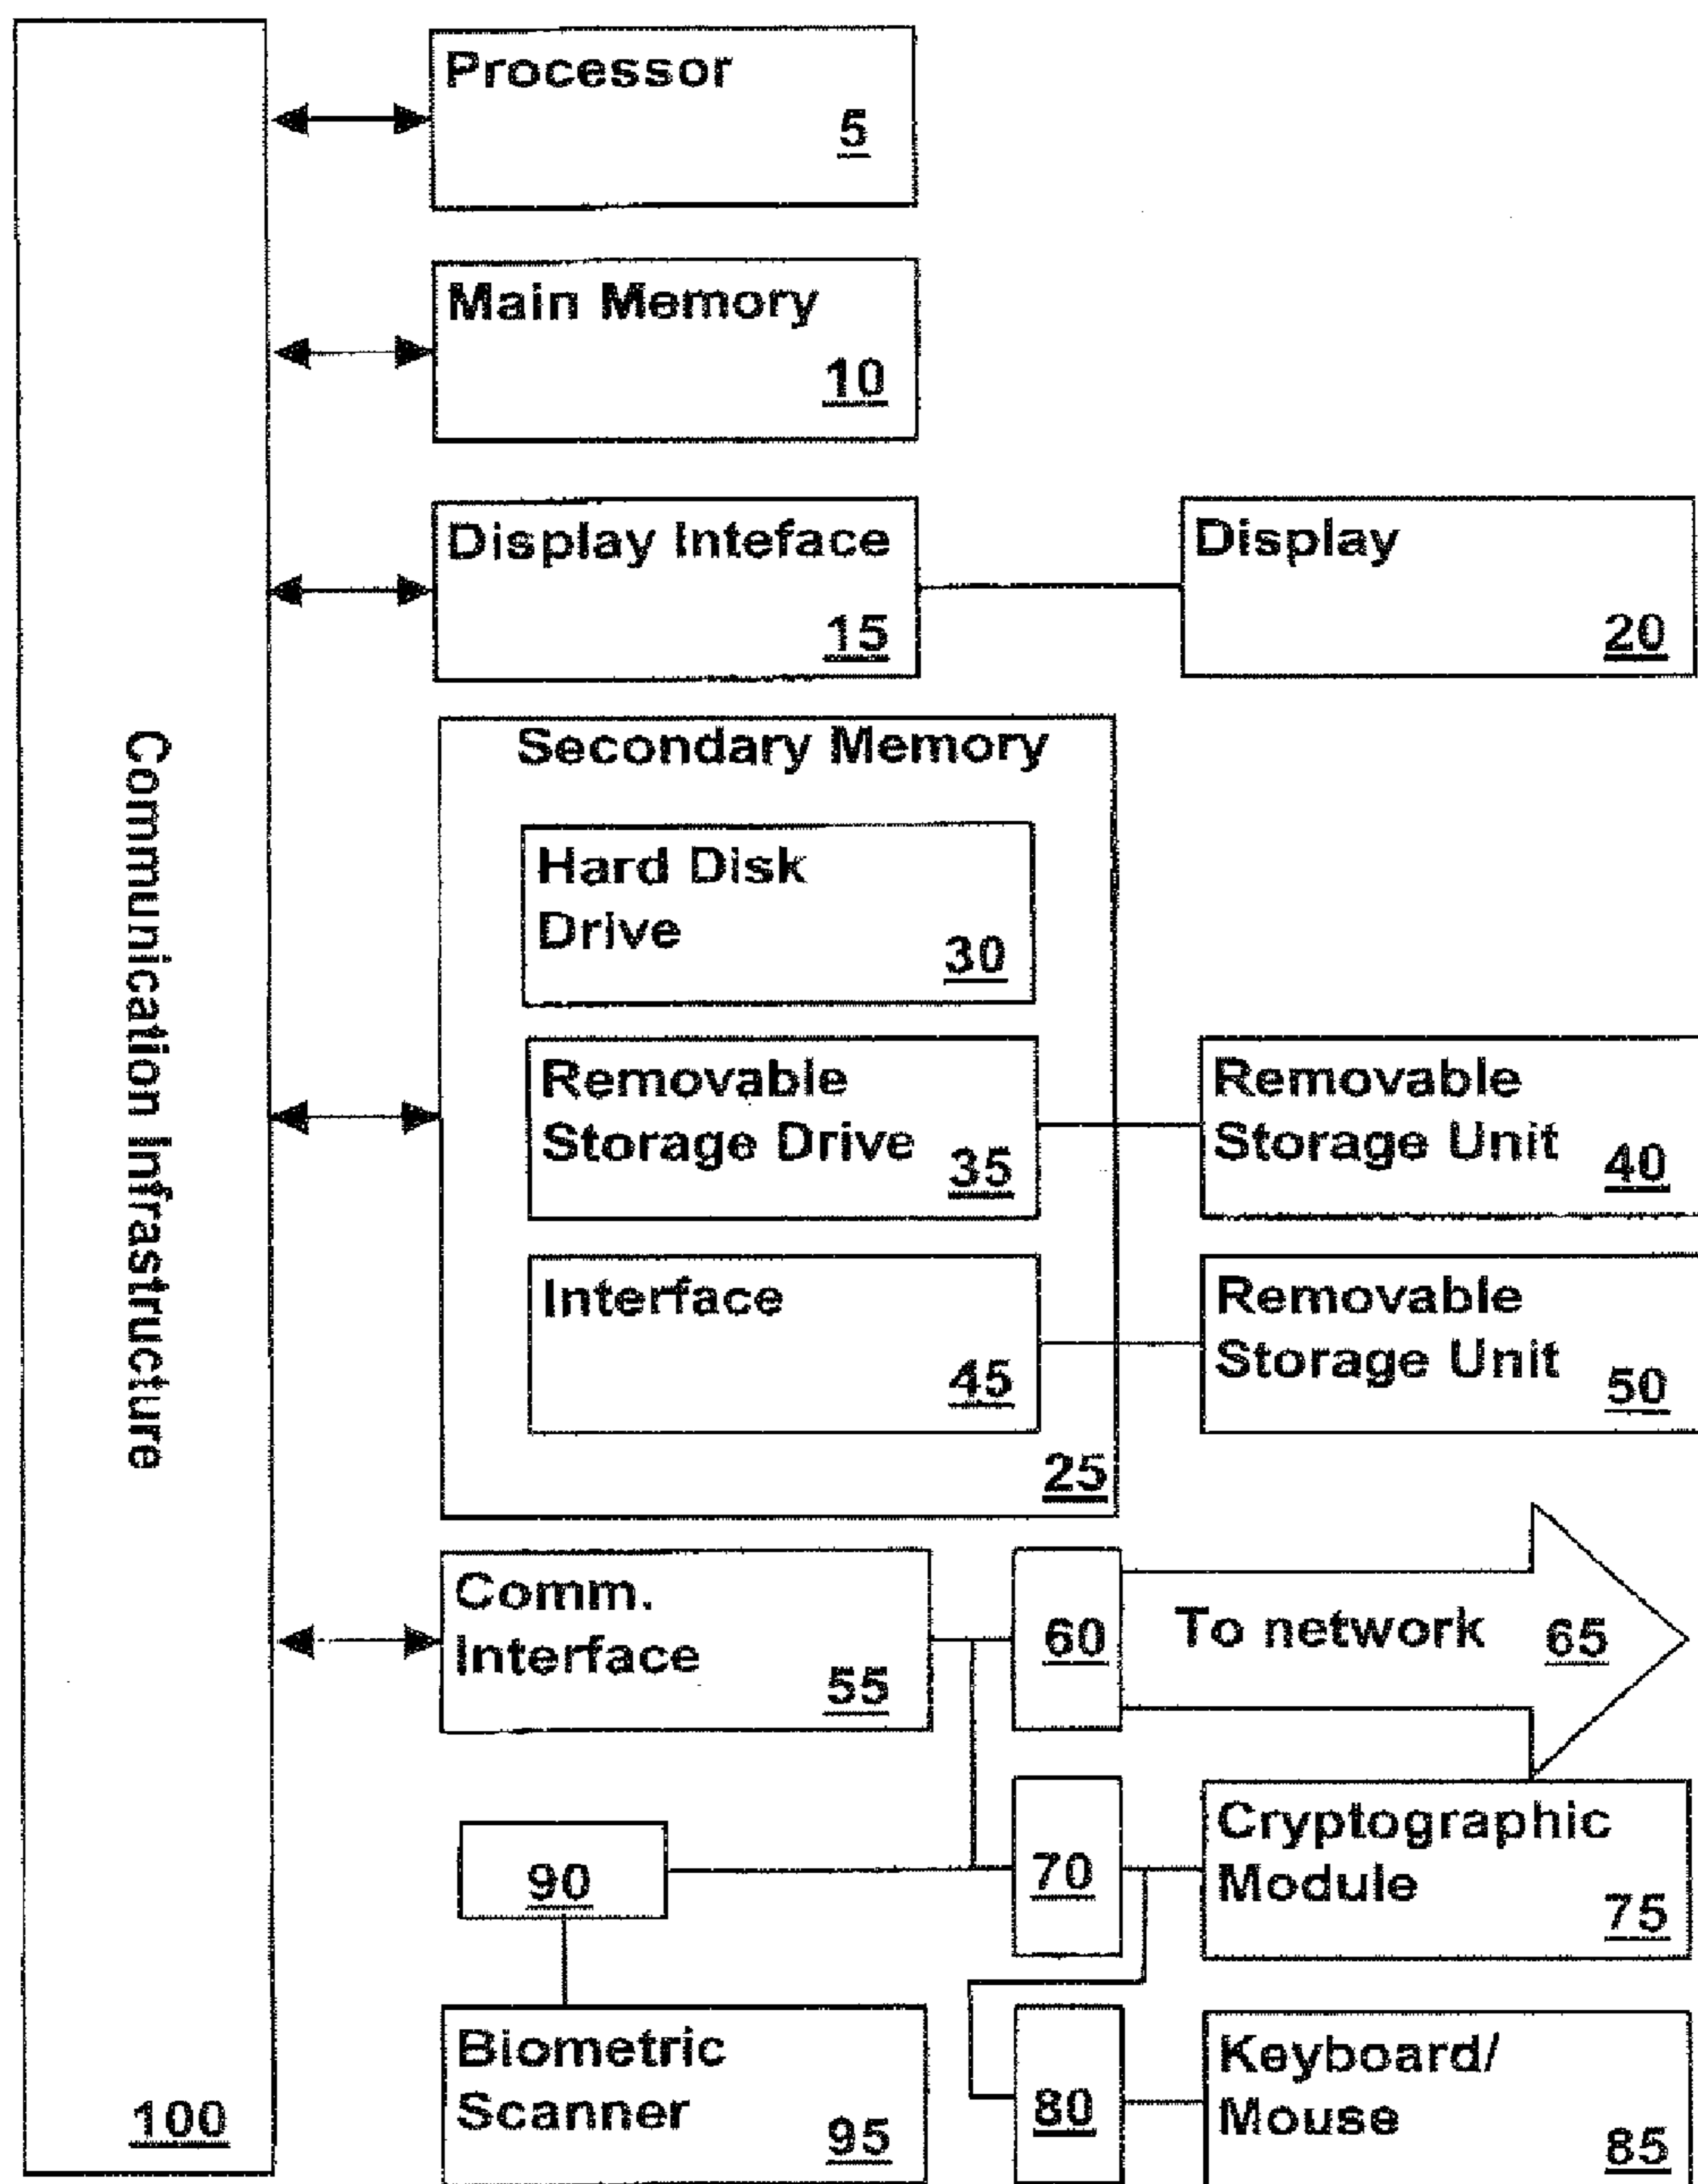 Processor
5
Main Memory
10
Display Inteface
15
Display
20
Secondary Memory
Hard Disk
Drive
30
Removable
Storage Drive
35
Removable
Storage Unit
40
Interface
45
Removable
Storage Unit
50
25
Communication Infrastructure
100
Comm.
Interface
55
60
To network
65
70
Cryptographic
Module
75
90
Biometric
Scanner
95
80
Keyboard/
Mouse
85